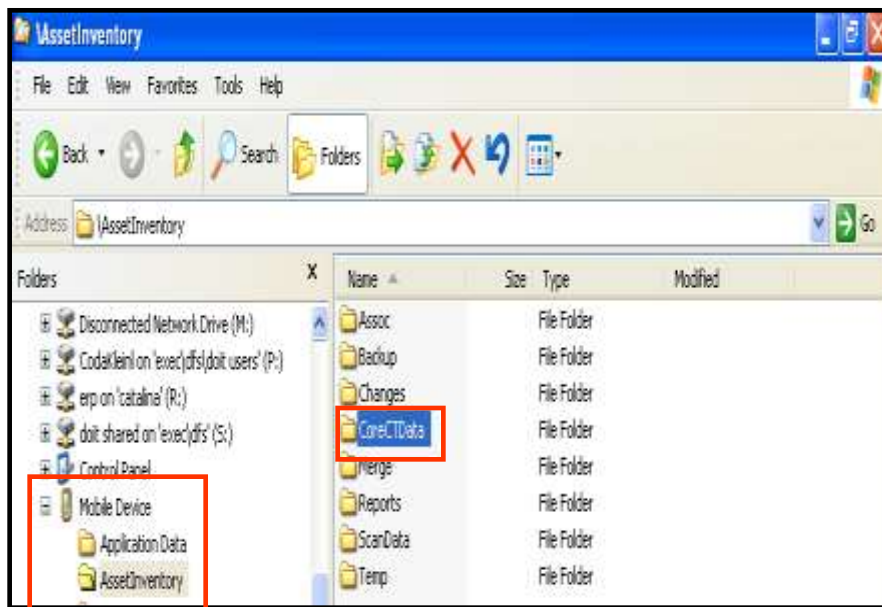 \AssetInventory
File Edit View Favorites Tools Help
Back Search Folders
Address \AssetInventory Go
Folders x
Disconnected Network Drive (M:)
CodaKleinl on 'exec\dfs\doit users' (P:)
erp on 'catalina' (R:)
doit shared on 'exec\dfs' (S:)
Control Panel
Mobile Device
Application Data
AssetInventory
Name Size Type Modified
Assoc File Folder
Backup File Folder
Changes File Folder
CoreCTData File Folder
Merge File Folder
Reports File Folder
ScanData File Folder
Temp File Folder